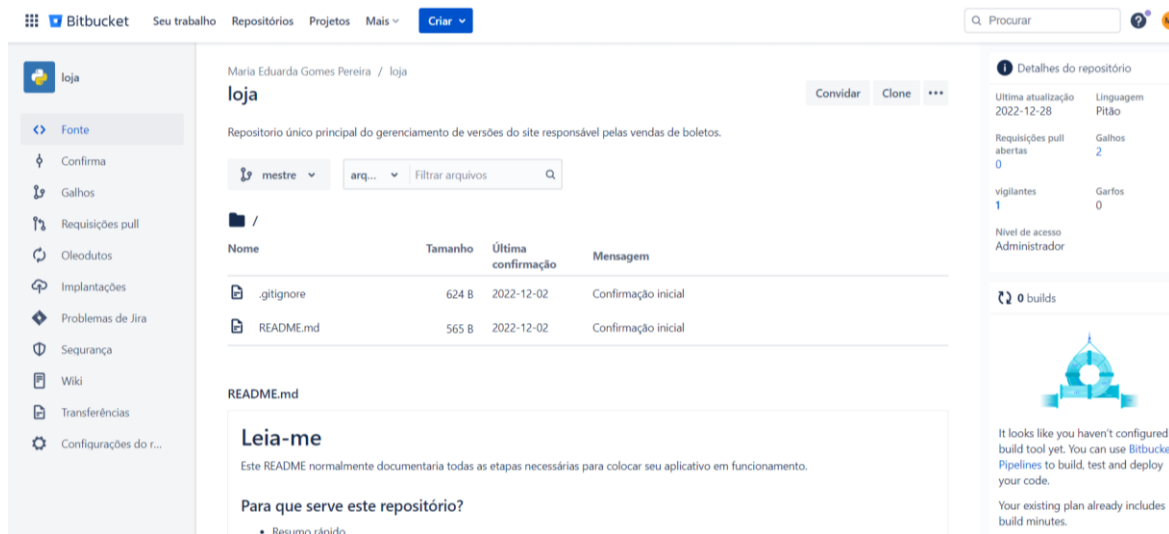 Bitbucket Seu trabalho Repositórios Projetos Mais Criar Procurar
loja
Fonte
Confirma
Galhos
Requisições pull
Oleodutos
Implantações
Problemas de Jira
Segurança
Wiki
Transferências
Configurações do r...
Maria Eduarda Gomes Pereira / loja
loja
Convidar Clone
Repositorio único principal do gerenciamento de versões do site responsável pelas vendas de boletos.
mestre arq... Filtrar arquivos
/
Nome Tamanho Última confirmação Mensagem
.gitignore 624 B 2022-12-02 Confirmação inicial
README.md 565 B 2022-12-02 Confirmação inicial
README.md
Leia-me
Este README normalmente documentaria todas as etapas necessárias para colocar seu aplicativo em funcionamento.
Para que serve este repositório?
• Resumo rápido
Detalhes do repositório
Ultima atualização Linguagem
2022-12-28 Pitão
Requisições pull abertas Galhos
0 2
vigilantes Garfos
1 0
Nível de acesso
Administrador
0 builds
It looks like you haven't configured
build tool yet. You can use Bitbucke
Pipelines to build, test and deploy
your code.
Your existing plan already includes
build minutes.